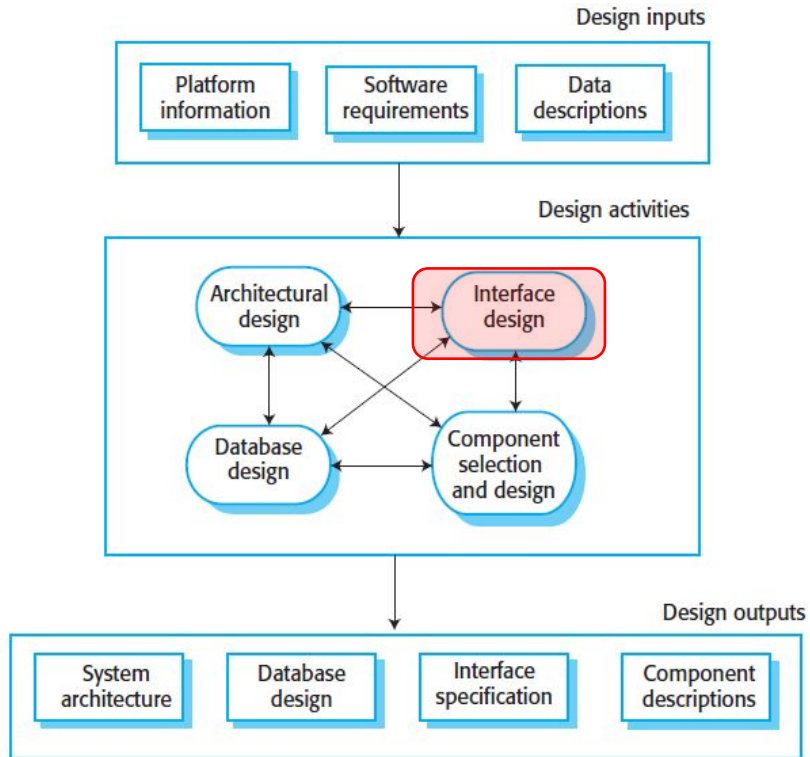 Design inputs
Platform
information
Software
requirements
Data
descriptions
Design activities
Architectural
design
Interface
design
Database
design
Component
selection
and design
Design outputs
System
architecture
Database
design
Interface
specification
Component
descriptions